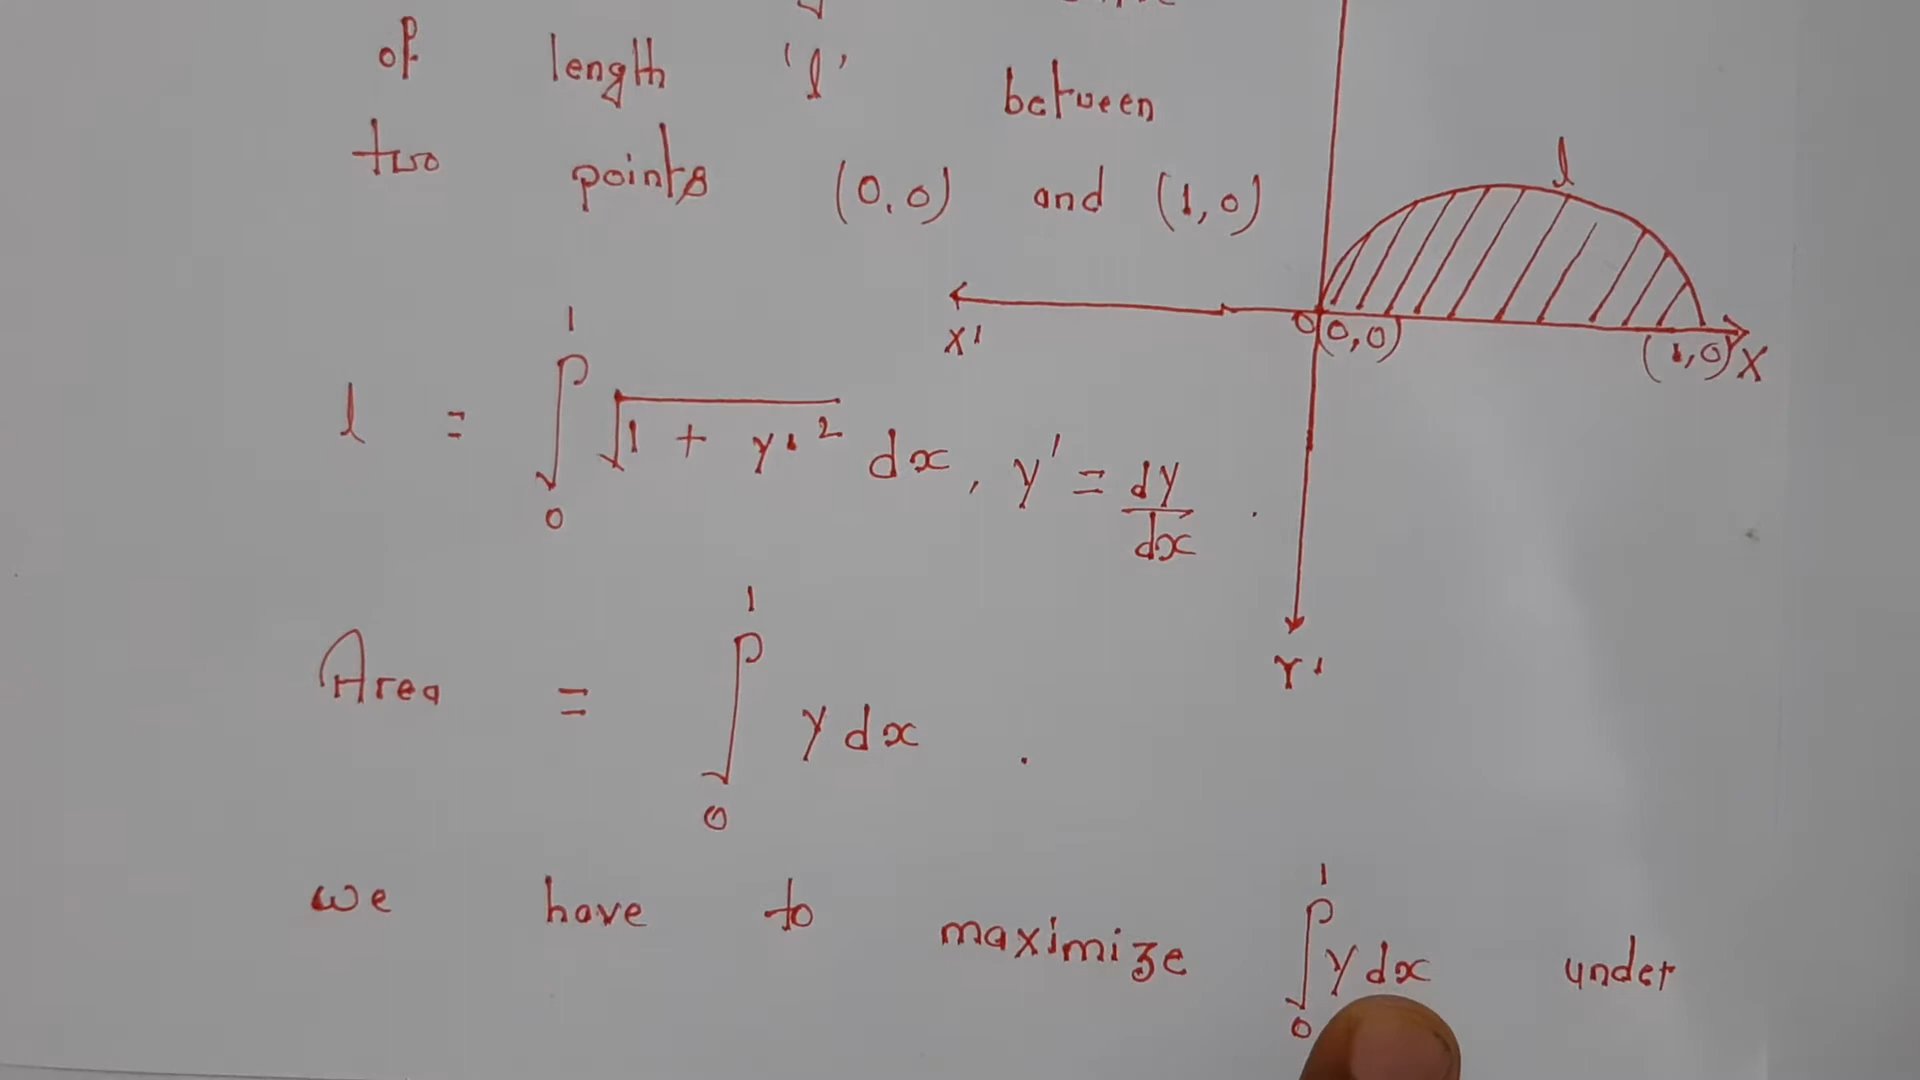 of length 'l' between
two points (0,0) and (1,0)
l
X'
O (0,0)
(1,0) X
l = ∫₀¹ √(1 + y'²) dx, y' = dy/dx .
Y'
Area = ∫₀¹ y dx .
we have to maximize ∫₀¹ y dx under